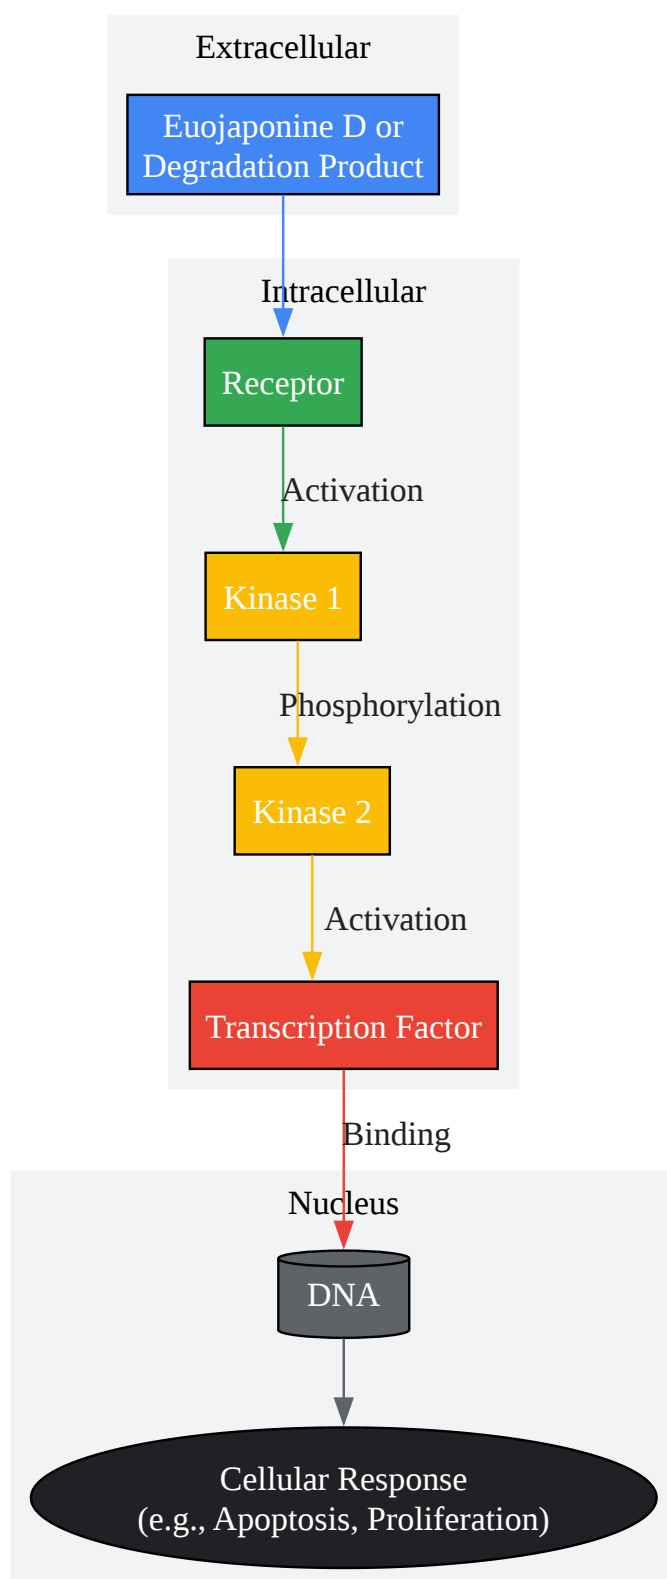 Extracellular
Euojaponine D or
Degradation Product
Intracellular
Receptor
Activation
Kinase 1
Phosphorylation
Kinase 2
Activation
Transcription Factor
Binding
Nucleus
DNA
Cellular Response
(e.g., Apoptosis, Proliferation)